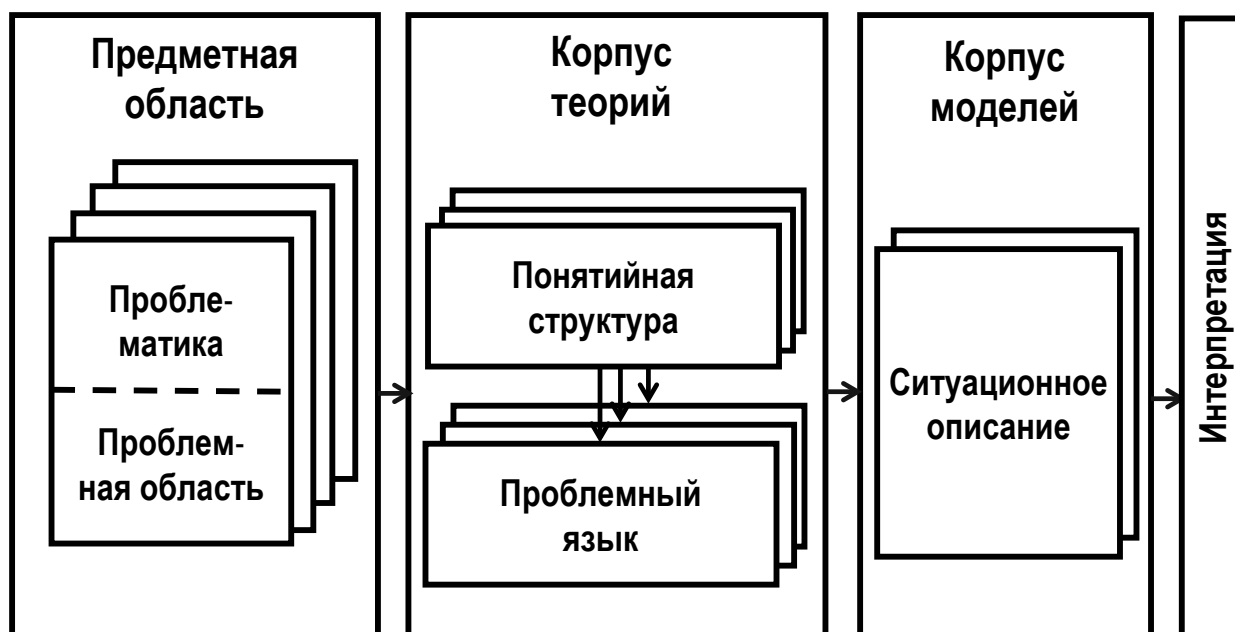 Предметная
область
Пробле-
матика
Проблем-
ная область
Корпус
теорий
Понятийная
структура
Проблемный
язык
Корпус
моделей
Ситуационное
описание
Интерпретация